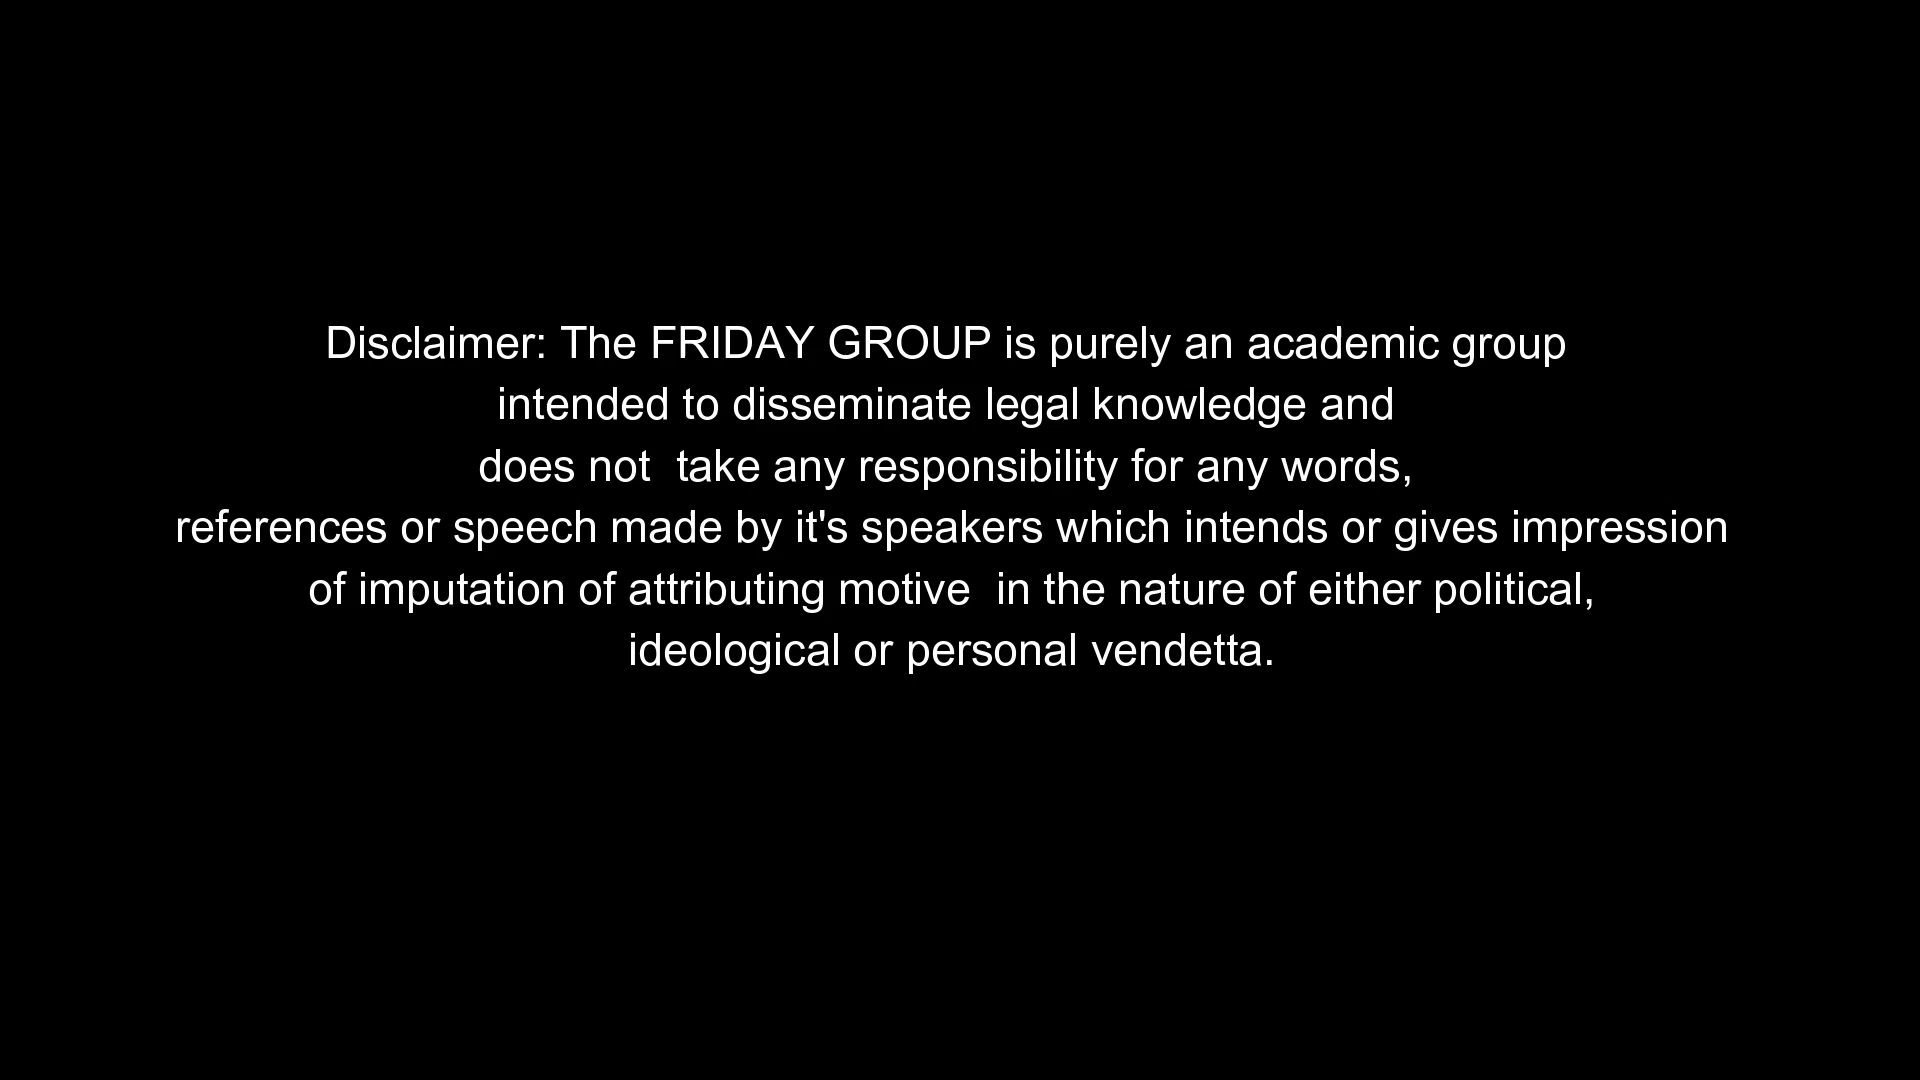 Disclaimer: The FRIDAY GROUP is purely an academic group
intended to disseminate legal knowledge and
does not  take any responsibility for any words,
references or speech made by it's speakers which intends or gives impression
of imputation of attributing motive  in the nature of either political,
ideological or personal vendetta.